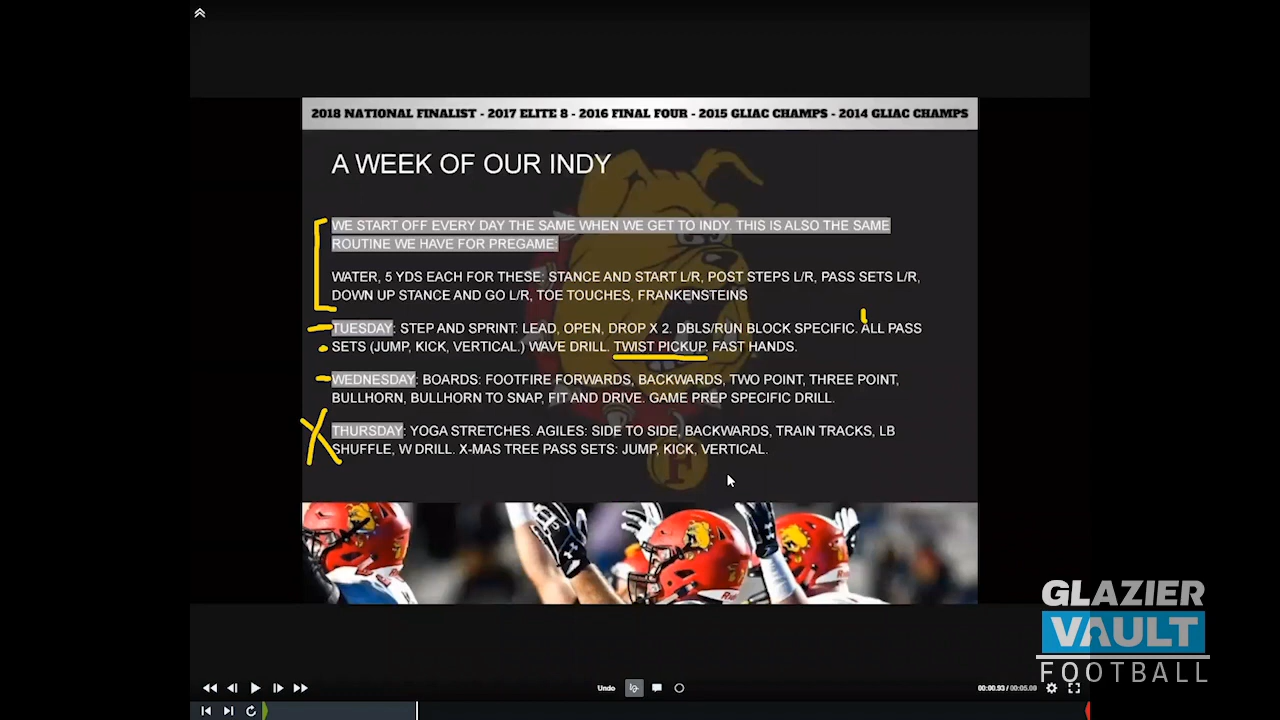 2018 NATIONAL FINALIST - 2017 ELITE 8 - 2016 FINAL FOUR - 2015 GLIAC CHAMPS - 2014 GLIAC CHAMPS
A WEEK OF OUR INDY
WE START OFF EVERY DAY THE SAME WHEN WE GET TO INDY. THIS IS ALSO THE SAME
ROUTINE WE HAVE FOR PREGAME:
WATER, 5 YDS EACH FOR THESE: STANCE AND START L/R, POST STEPS L/R, PASS SETS L/R,
DOWN UP STANCE AND GO L/R, TOE TOUCHES, FRANKENSTEINS
TUESDAY: STEP AND SPRINT: LEAD, OPEN, DROP X 2. DBLS/RUN BLOCK SPECIFIC. ALL PASS
SETS (JUMP, KICK, VERTICAL.) WAVE DRILL. TWIST PICKUP. FAST HANDS.
WEDNESDAY: BOARDS: FOOTFIRE FORWARDS, BACKWARDS, TWO POINT, THREE POINT,
BULLHORN, BULLHORN TO SNAP, FIT AND DRIVE. GAME PREP SPECIFIC DRILL.
THURSDAY: YOGA STRETCHES. AGILES: SIDE TO SIDE, BACKWARDS, TRAIN TRACKS, LB
SHUFFLE, W DRILL. X-MAS TREE PASS SETS: JUMP, KICK, VERTICAL.
F
GLAZIER
VAULT
FOOTBALL
Undo
00:00.93 / 00:05.00